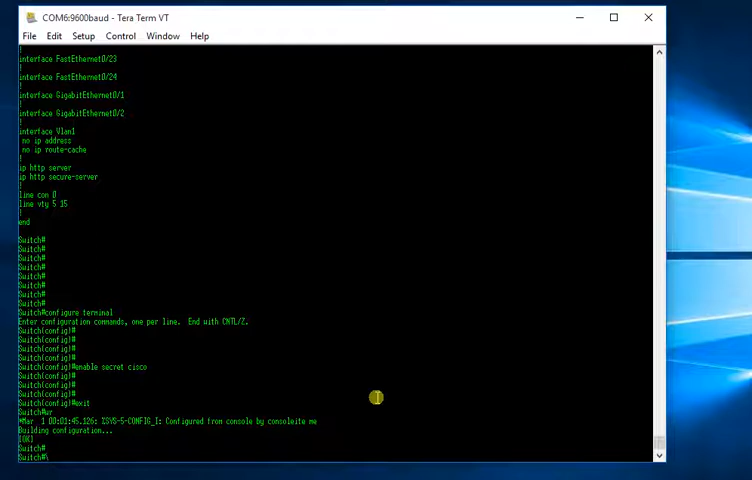 COM6:9600baud - Tera Term VT
File Edit Setup Control Window Help
!
interface FastEthernet0/23
!
interface FastEthernet0/24
!
interface GigabitEthernet0/1
!
interface GigabitEthernet0/2
!
interface Vlan1
no ip address
no ip route-cache
!
ip http server
ip http secure-server
!
line con 0
line vty 5 15
!
end
Switch#
Switch#
Switch#
Switch#
Switch#
Switch#
Switch#
Switch#
Switch#configure terminal
Enter configuration commands, one per line. End with CNTL/Z.
Switch(config)#
Switch(config)#
Switch(config)#
Switch(config)#
Switch(config)#enable secret cisco
Switch(config)#
Switch(config)#
Switch(config)#
Switch(config)#exit
Switch#wr
*Mar 1 00:01:45.126: %SYS-5-CONFIG_I: Configured from console by consoleite me
Building configuration...
[OK]
Switch#
Switch#\